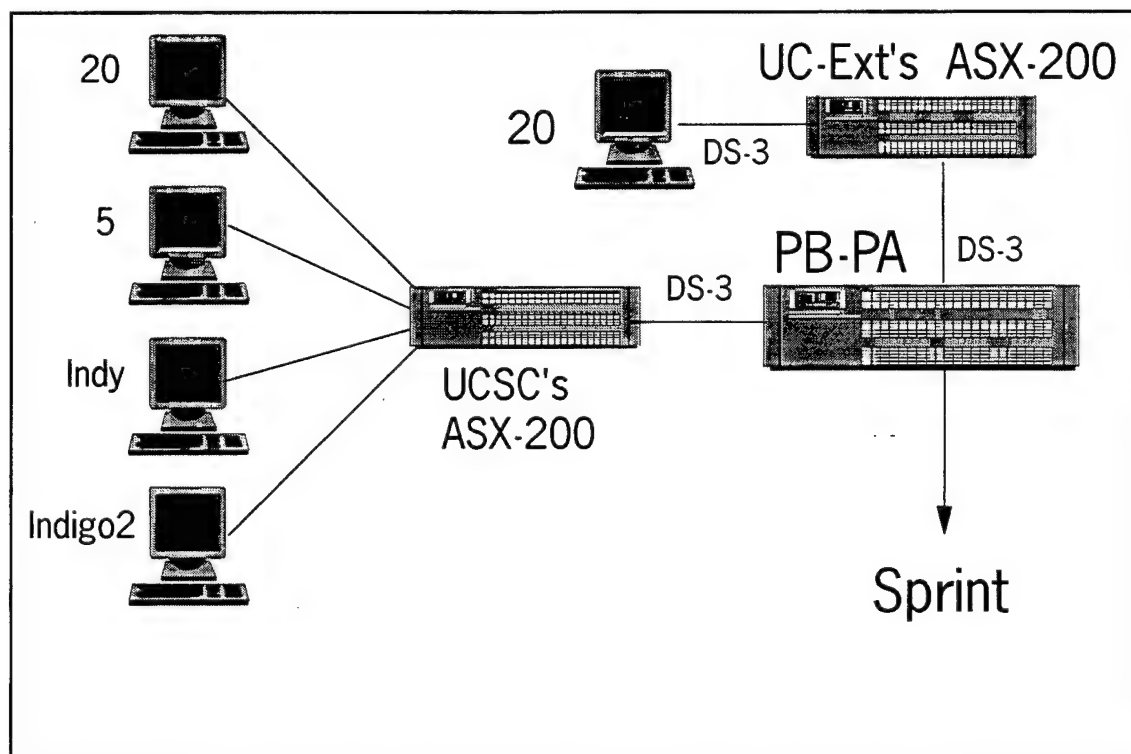 20
UC-Ext's ASX-200
20
DS-3
5
PB-PA
DS-3
DS-3
Indy
UCSC's
ASX-200
Indigo2
Sprint